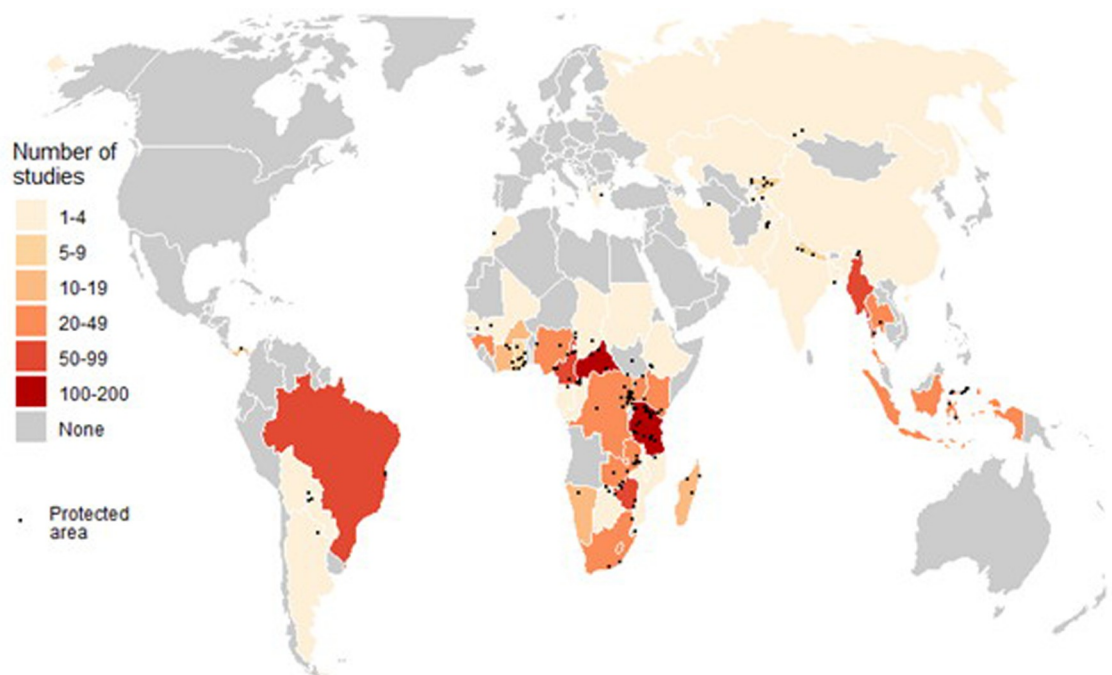 Number of
studies
1-4
5-9
10-19
20-49
50-99
100-200
None
Protected
area